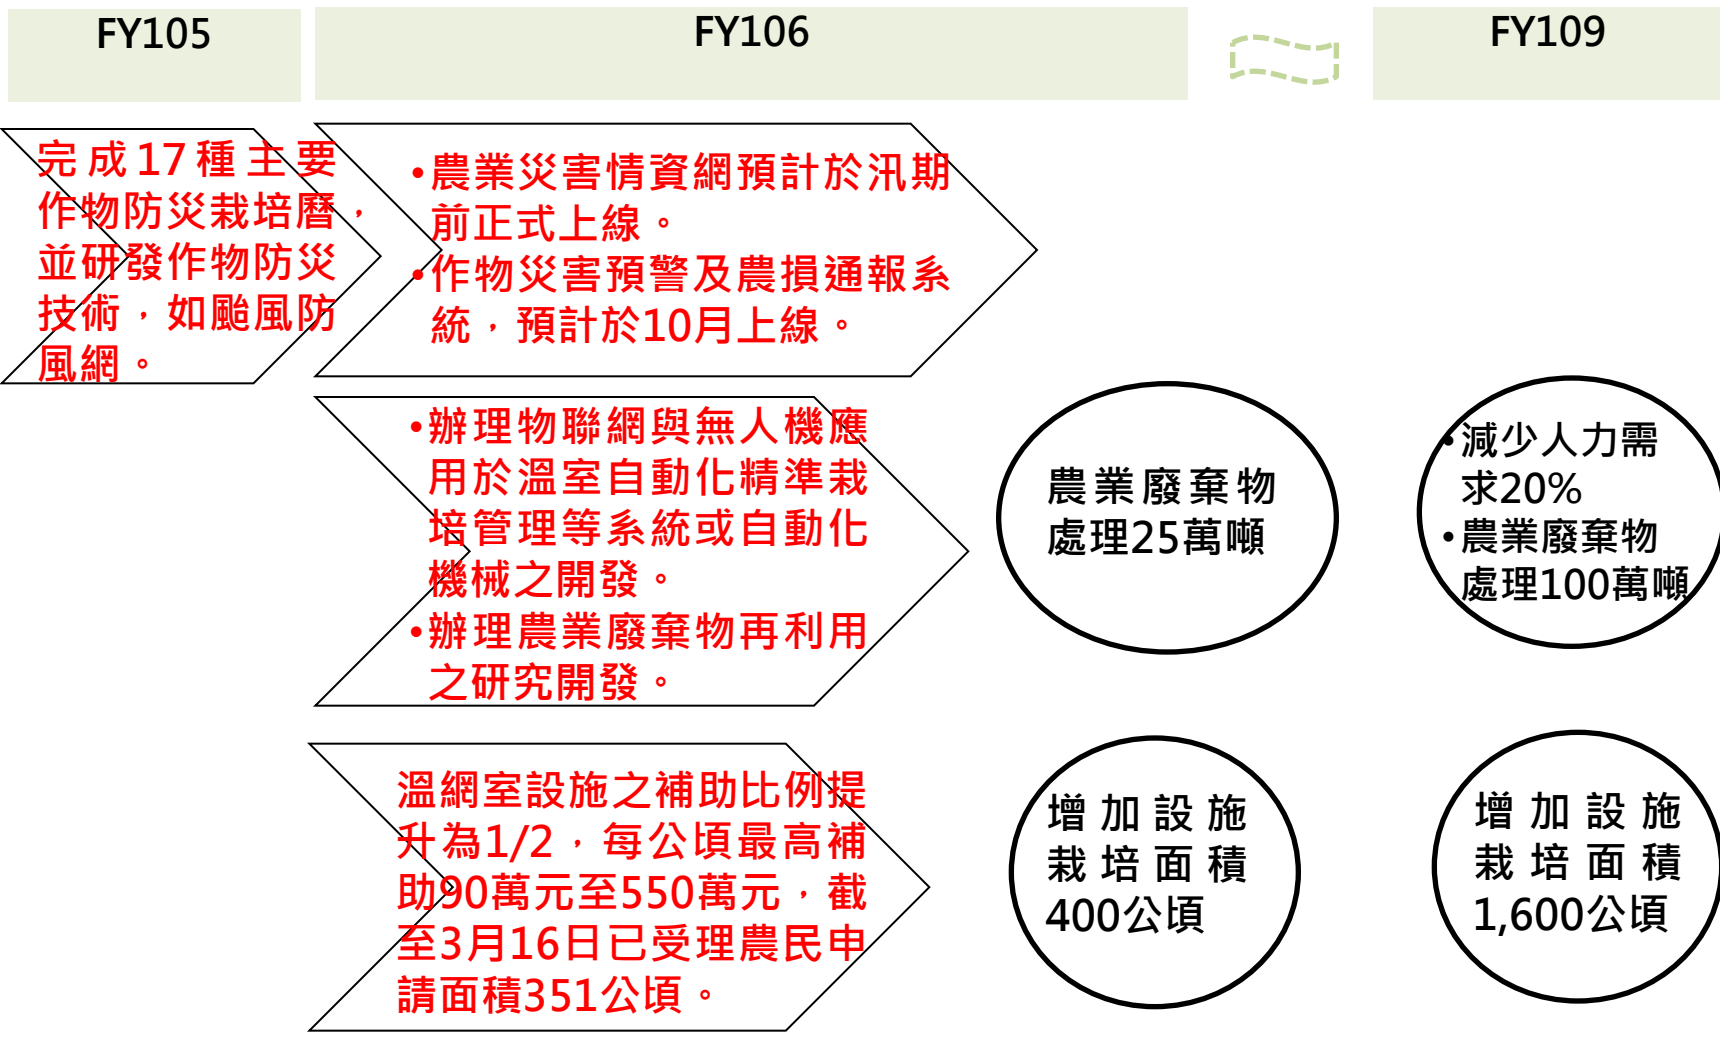 FY105
FY106
FY109
完成17種主要
作物防災栽培曆，
並研發作物防災
技術，如颱風防
風網。
•農業災害情資網預計於汛期
前正式上線。
•作物災害預警及農損通報系
統，預計於10月上線。
•辦理物聯網與無人機應
用於溫室自動化精準栽
培管理等系統或自動化
機械之開發。
•辦理農業廢棄物再利用
之研究開發。
農業廢棄物
處理25萬噸
•減少人力需
求20%
•農業廢棄物
處理100萬噸
溫網室設施之補助比例提
升為1/2，每公頃最高補
助90萬元至550萬元，截
至3月16日已受理農民申
請面積351公頃。
增加設施
栽培面積
400公頃
增加設施
栽培面積
1,600公頃